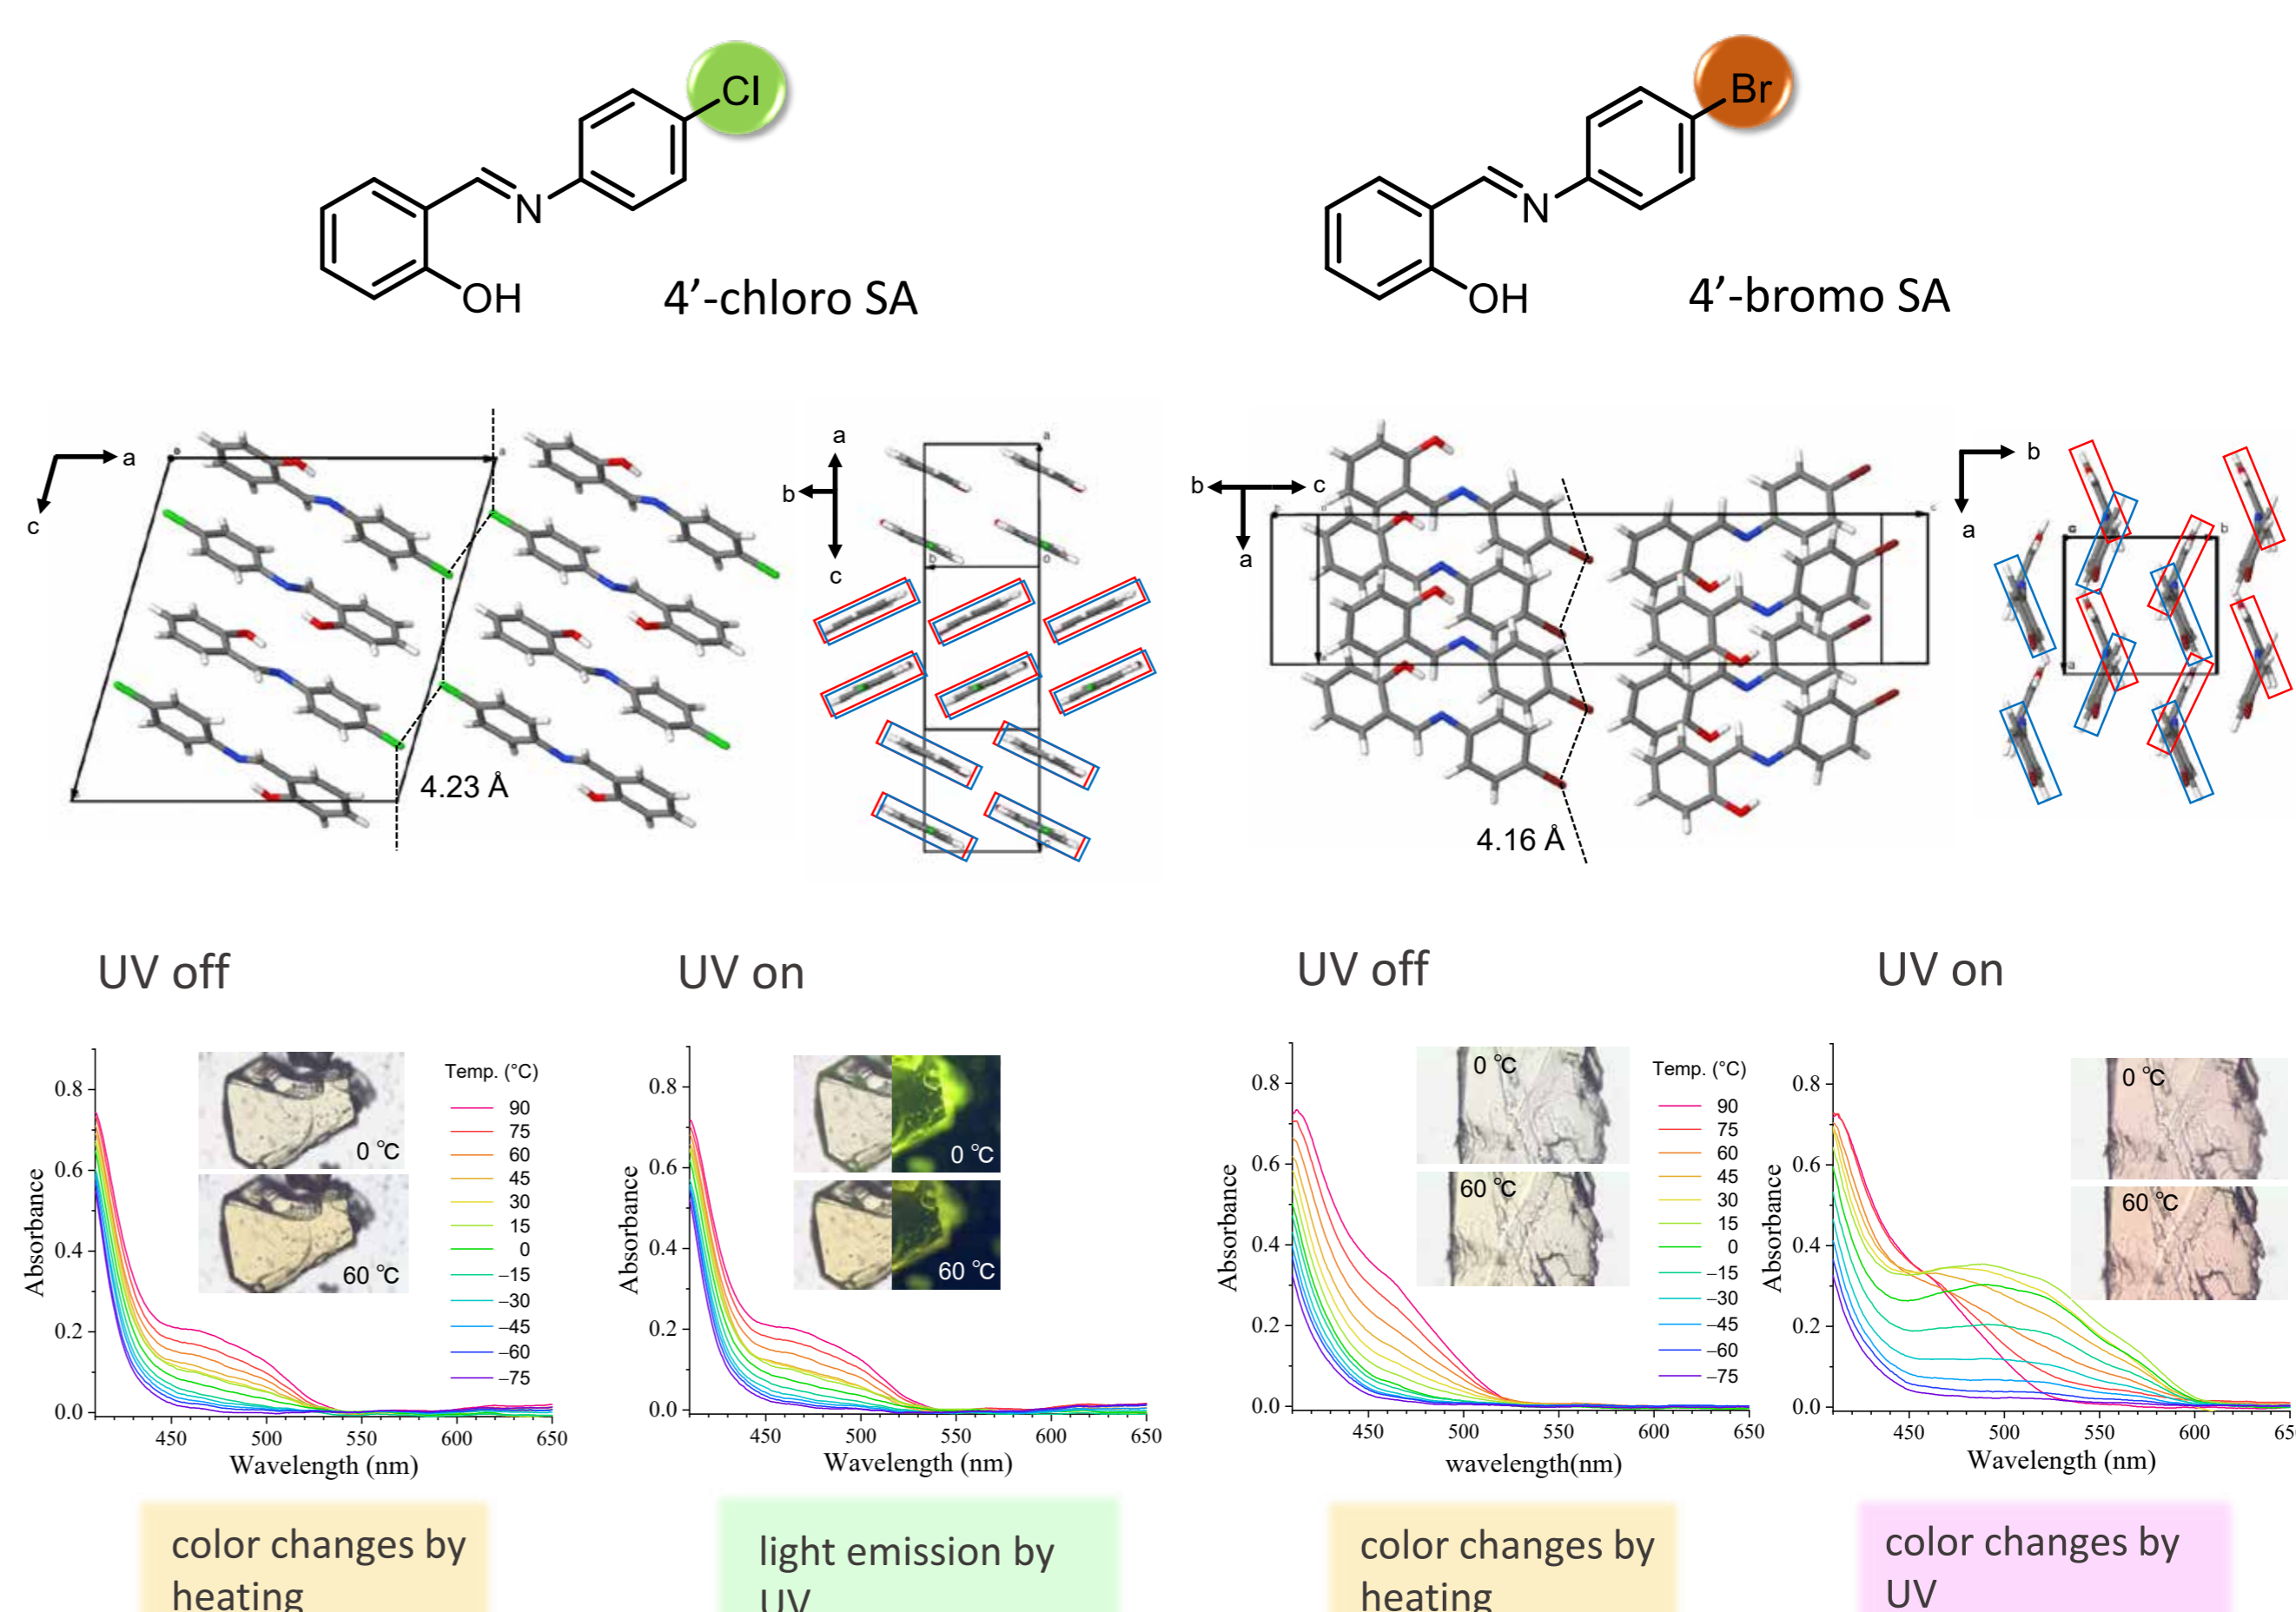 Cl
N
OH
4’-chloro SA
Br
N
OH
4’-bromo SA
a
c
4.23 Å
a
b
c
b
c
a
4.16 Å
b
a
UV off
UV on
UV off
UV on
Absorbance
0.8
0.6
0.4
0.2
0.0
450 500 550 600 650
Wavelength (nm)
0 °C
60 °C
Temp. (°C)
90
75
60
45
30
15
0
–15
–30
–45
–60
–75
Absorbance
0.8
0.6
0.4
0.2
0.0
450 500 550 600 650
Wavelength (nm)
0 °C
60 °C
Absorbance
0.8
0.6
0.4
0.2
0.0
450 500 550 600 650
wavelength(nm)
0 °C
60 °C
Temp. (°C)
90
75
60
45
30
15
0
–15
–30
–45
–60
–75
Absorbance
0.8
0.6
0.4
0.2
0.0
450 500 550 600 65
Wavelength (nm)
0 °C
60 °C
color changes by
heating
light emission by
UV
color changes by
heating
color changes by
UV